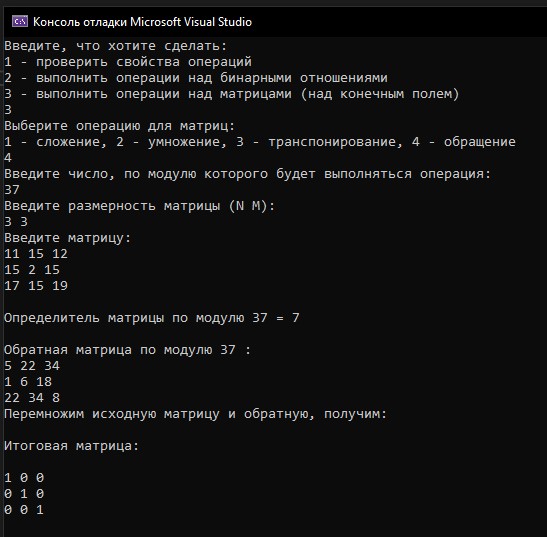 Консоль отладки Microsoft Visual Studio
Введите, что хотите сделать:
1 - проверить свойства операций
2 - выполнить операции над бинарными отношениями
3 - выполнить операции над матрицами (над конечным полем)
3
Выберите операцию для матриц:
1 - сложение, 2 - умножение, 3 - транспонирование, 4 - обращение
4
Введите число, по модулю которого будет выполняться операция:
37
Введите размерность матрицы (N M):
3 3
Введите матрицу:
11 15 12
15 2 15
17 15 19
Определитель матрицы по модулю 37 = 7
Обратная матрица по модулю 37 :
5 22 34
1 6 18
22 34 8
Перемножим исходную матрицу и обратную, получим:
Итоговая матрица:
1 0 0
0 1 0
0 0 1